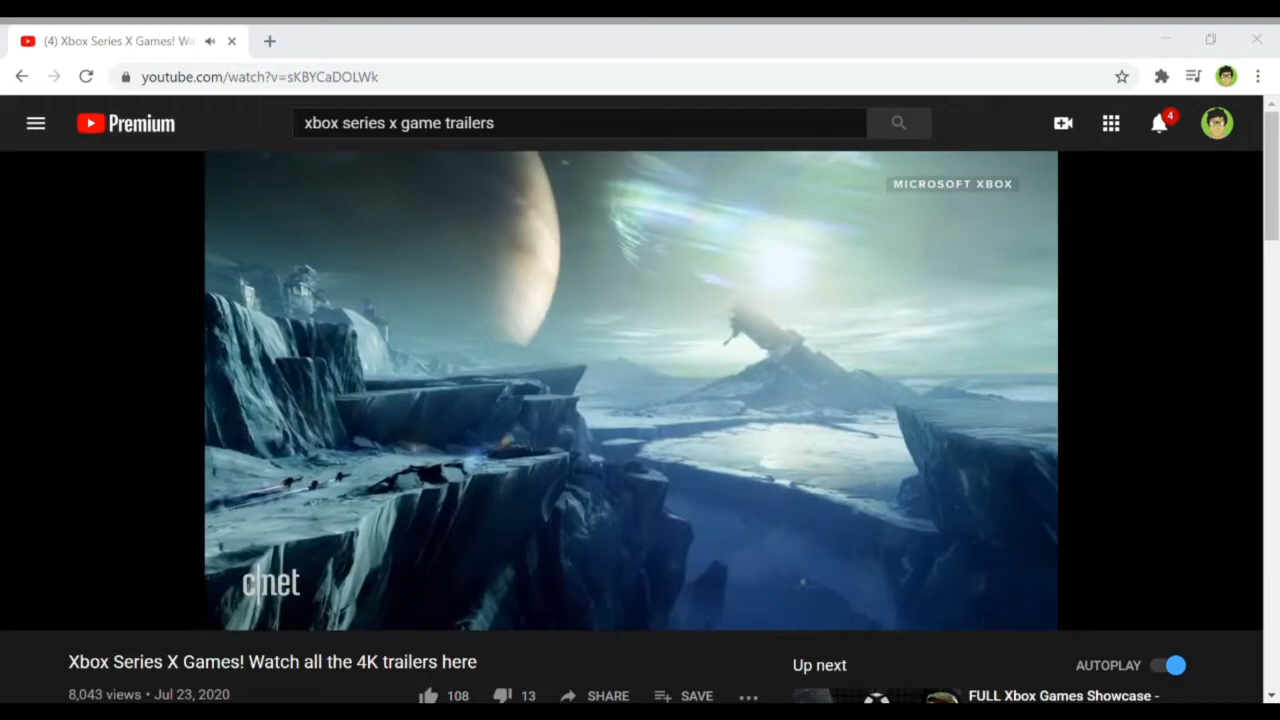 (4) Xbox Series X Games! Wa
youtube.com/watch?v=sKBYCaDOLWk
Premium
xbox series x game trailers
4
MICROSOFT XBOX
c|net
Xbox Series X Games! Watch all the 4K trailers here
8,043 views • Jul 23, 2020
108
13
SHARE
SAVE
Up next
AUTOPLAY
FULL Xbox Games Showcase -